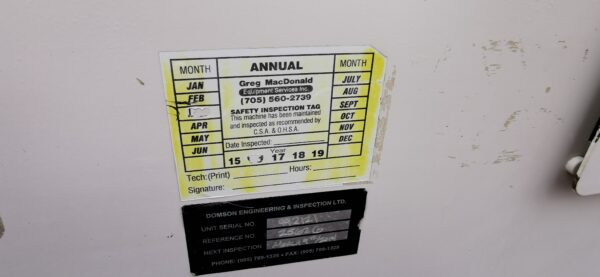 ANNUAL
MONTH
JAN
FEB
APR
MAY
JUN
Greg MacDonald
Equipment Services Inc.
(705) 560-2739
SAFETY INSPECTION TAG
This machine has been maintained
and inspected as recommended by
C.S.A. & O.H.S.A.
Date Inspected:
Year
15 17 18 19
MONTH
JULY
AUG
SEPT
OCT
NOV
DEC
Tech:(Print) Hours:
Signature:
DOMSON ENGINEERING & INSPECTION LTD.
UNIT SERIAL NO.
REFERENCE NO.
NEXT INSPECTION